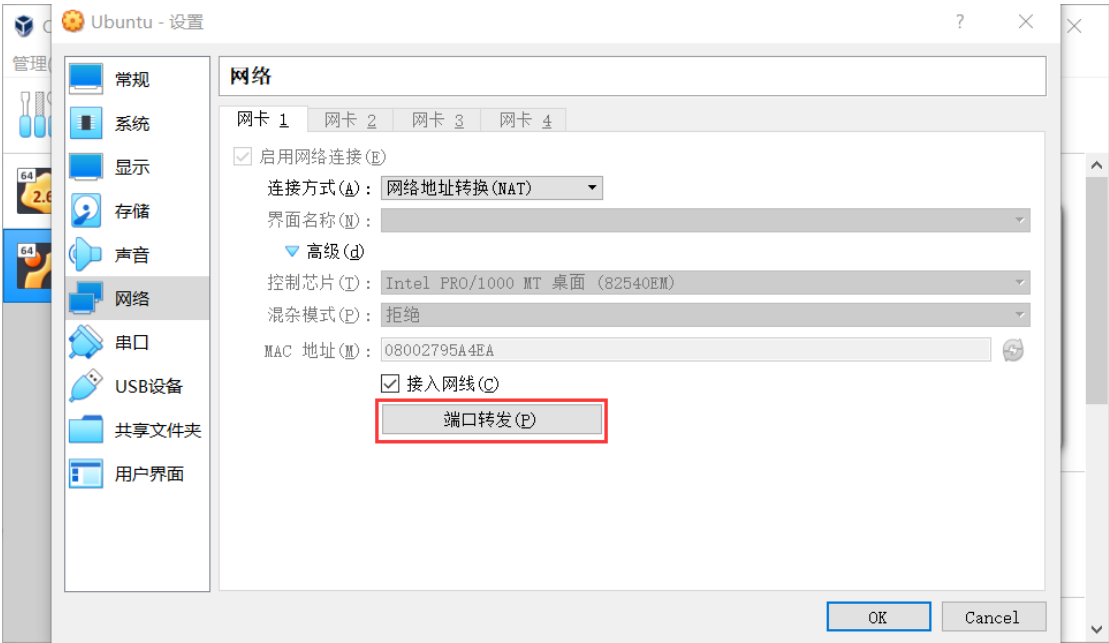 Ubuntu - 设置
?
管理(
常规
系统
显示
存储
声音
网络
串口
USB设备
共享文件夹
用户界面
网络
网卡 1 网卡 2 网卡 3 网卡 4
启用网络连接(E)
连接方式(A): 网络地址转换(NAT)
界面名称(N):
高级(d)
控制芯片(T): Intel PRO/1000 MT 桌面 (82540EM)
混杂模式(P): 拒绝
MAC 地址(M): 08002795A4EA
接入网线(C)
端口转发(P)
OK Cancel
64
2.6
64